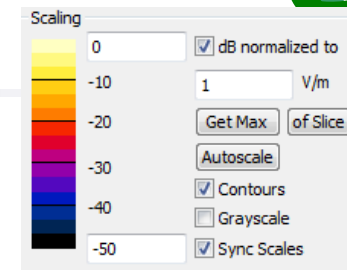 Scaling
0
dB normalized to
-10
1 V/m
-20
Get Max of Slice
-30
Autoscale
Contours
-40
Grayscale
-50
Sync Scales